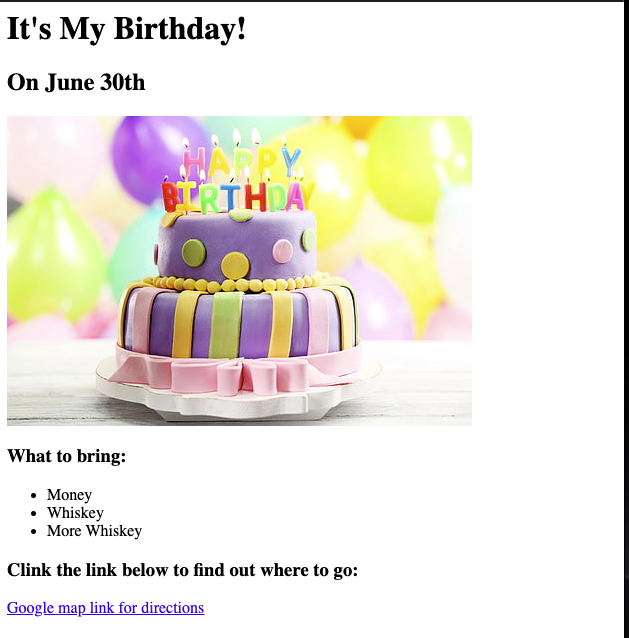 It's My Birthday!
On June 30th
HAPPY
BIRTHDAY
What to bring:
Money
Whiskey
More Whiskey
Clink the link below to find out where to go:
Google map link for directions